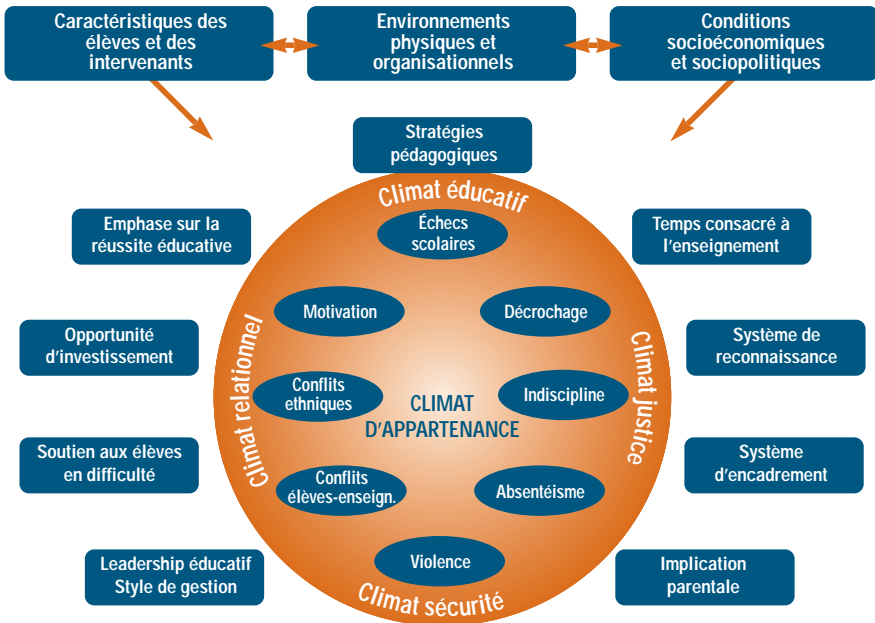 Caractéristiques des
élèves et des
intervenants
Environnements
physiques et
organisationnels
Conditions
socioéconomiques
et sociopolitiques
Stratégies
pédagogiques
Climat éducatif
Échecs
scolaires
Emphase sur la
réussite éducative
Temps consacré à
l'enseignement
Motivation
Décrochage
Opportunité
d'investissement
Système de
reconnaissance
Climat relationnel
Conflits
ethniques
CLIMAT
D'APPARTENANCE
Indiscipline
Climat justice
Soutien aux élèves
en difficulté
Conflits
élèves-enseign.
Absentéisme
Système
d'encadrement
Leadership éducatif
Style de gestion
Violence
Climat sécurité
Implication
parentale